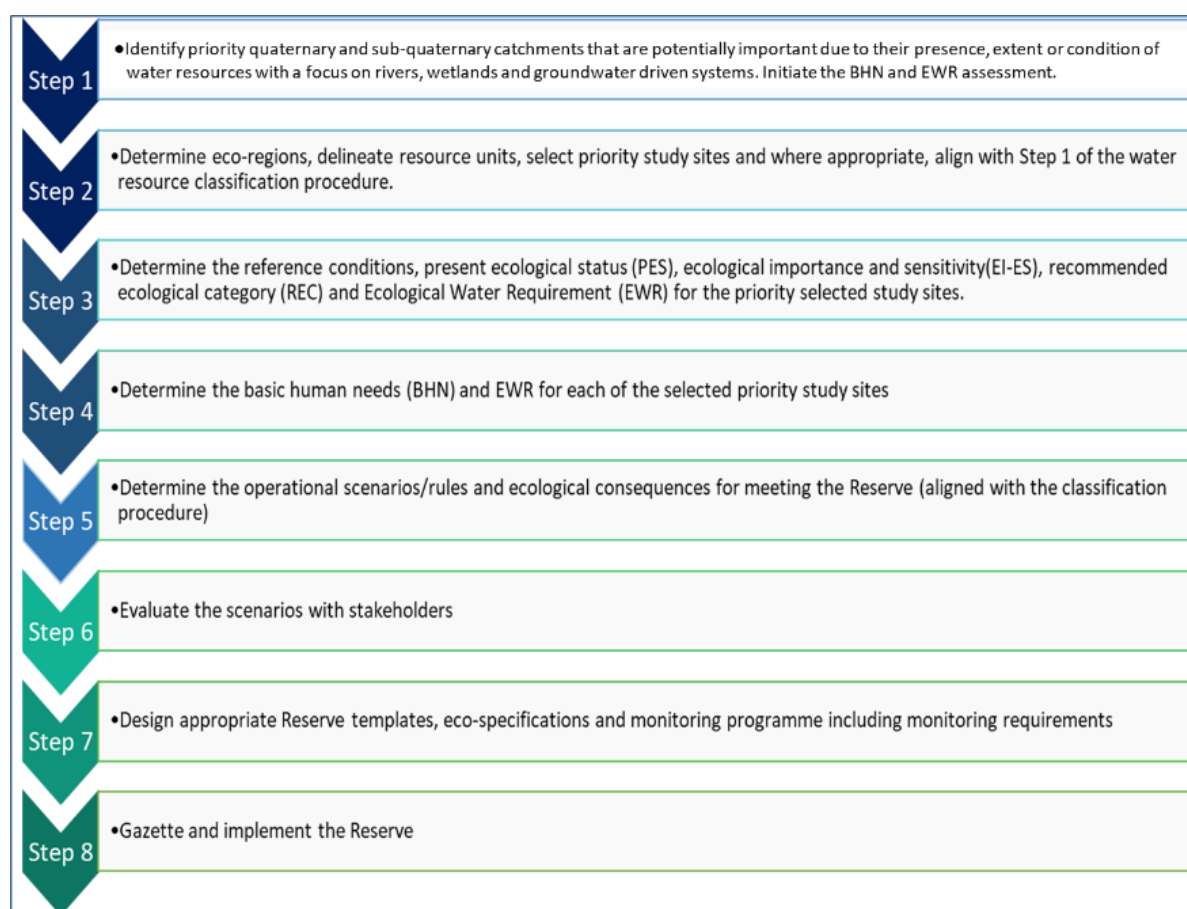 Step 1
•Identify priority quaternary and sub-quaternary catchments that are potentially important due to their presence, extent or condition of
water resources with a focus on rivers, wetlands and groundwater driven systems. Initiate the BHN and EWR assessment.
Step 2
•Determine eco-regions, delineate resource units, select priority study sites and where appropriate, align with Step 1 of the water
resource classification procedure.
Step 3
•Determine the reference conditions, present ecological status (PES), ecological importance and sensitivity(EI-ES), recommended
ecological category (REC) and Ecological Water Requirement (EWR) for the priority selected study sites.
Step 4
•Determine the basic human needs (BHN) and EWR for each of the selected priority study sites
Step 5
•Determine the operational scenarios/rules and ecological consequences for meeting the Reserve (aligned with the classification
procedure)
Step 6
•Evaluate the scenarios with stakeholders
Step 7
•Design appropriate Reserve templates, eco-specifications and monitoring programme including monitoring requirements
Step 8
•Gazette and implement the Reserve